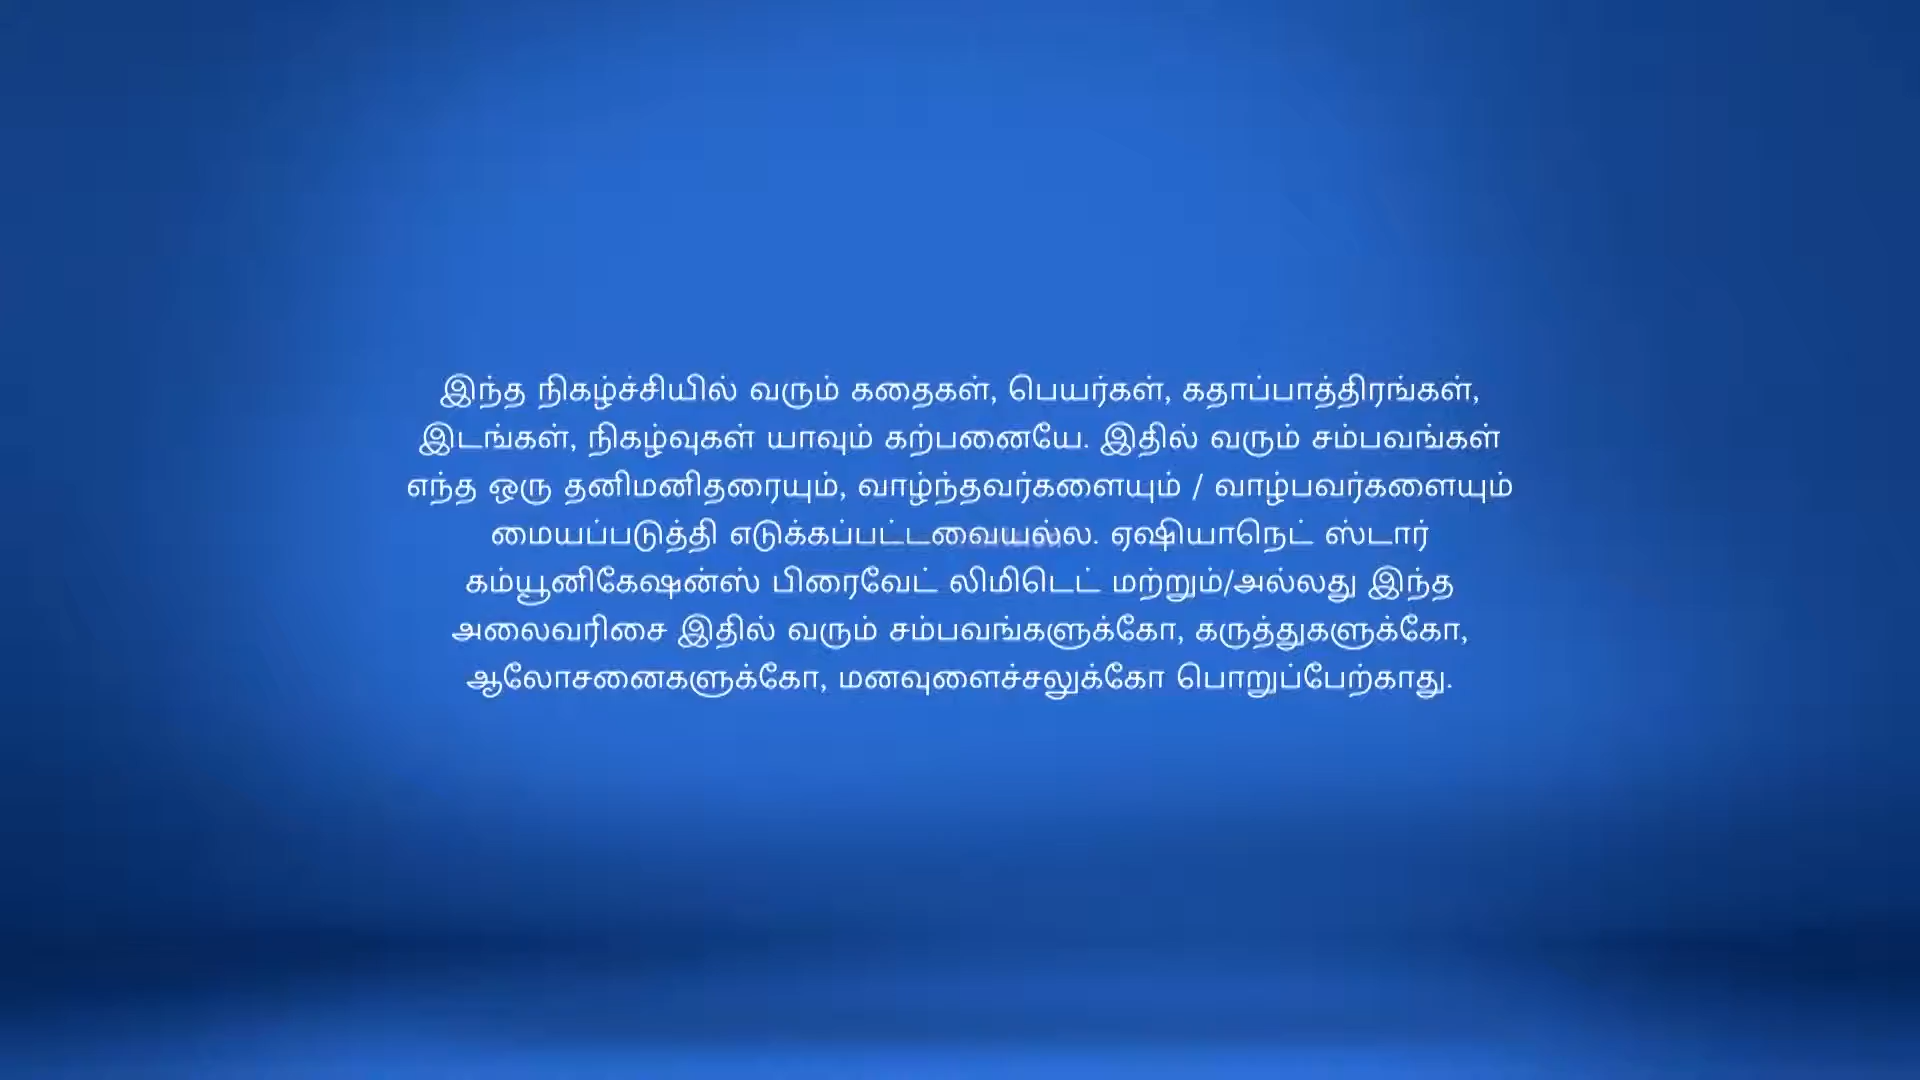 இந்த நிகழ்ச்சியில் வரும் கதைகள், பெயர்கள், கதாப்பாத்திரங்கள்,
இடங்கள், நிகழ்வுகள் யாவும் கற்பனையே. இதில் வரும் சம்பவங்கள்
எந்த ஒரு தனிமனிதரையும், வாழ்ந்தவர்களையும் / வாழ்பவர்களையும்
மையப்படுத்தி எடுக்கப்பட்டவையல்ல. ஏஷியாநெட் ஸ்டார்
கம்யூனிகேஷன்ஸ் பிரைவேட் லிமிடெட் மற்றும்/அல்லது இந்த
அலைவரிசை இதில் வரும் சம்பவங்களுக்கோ, கருத்துகளுக்கோ,
ஆலோசனைகளுக்கோ, மனவுளைச்சலுக்கோ பொறுப்பேற்காது.